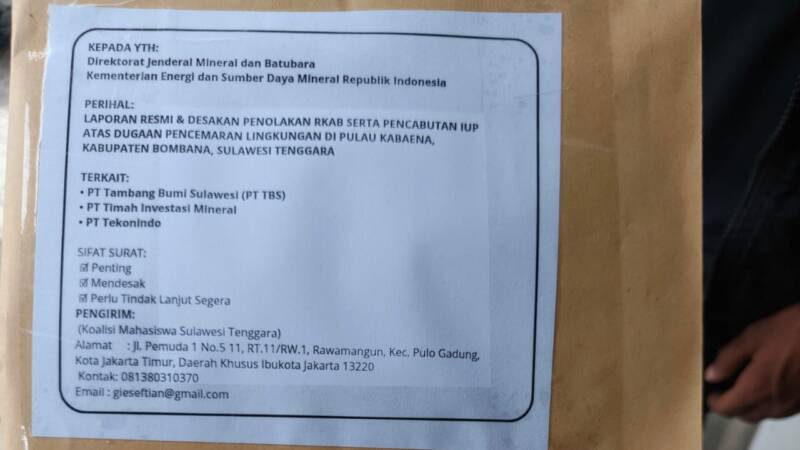 KEPADA YTH:
Direktorat Jenderal Mineral dan Batubara
Kementerian Energi dan Sumber Daya Mineral Republik Indonesia
PERIHAL:
LAPORAN RESMI & DESAKAN PENOLAKAN RKAB SERTA PENCABUTAN IUP
ATAS DUGAAN PENCEMARAN LINGKUNGAN DI PULAU KABAENA,
KABUPATEN BOMBANA, SULAWESI TENGGARA
TERKAIT:
• PT Tambang Bumi Sulawesi (PT TBS)
• PT Timah Investasi Mineral
• PT Tekonindo
SIFAT SURAT:
☑ Penting
☑ Mendesak
☑ Perlu Tindak Lanjut Segera
PENGIRIM:
(Koalisi Mahasiswa Sulawesi Tenggara)
Alamat : Jl. Pemuda 1 No.5 11, RT.11/RW.1, Rawamangun, Kec. Pulo Gadung,
Kota Jakarta Timur, Daerah Khusus Ibukota Jakarta 13220
Kontak: 081380310370
Email : gieseftian@gmail.com